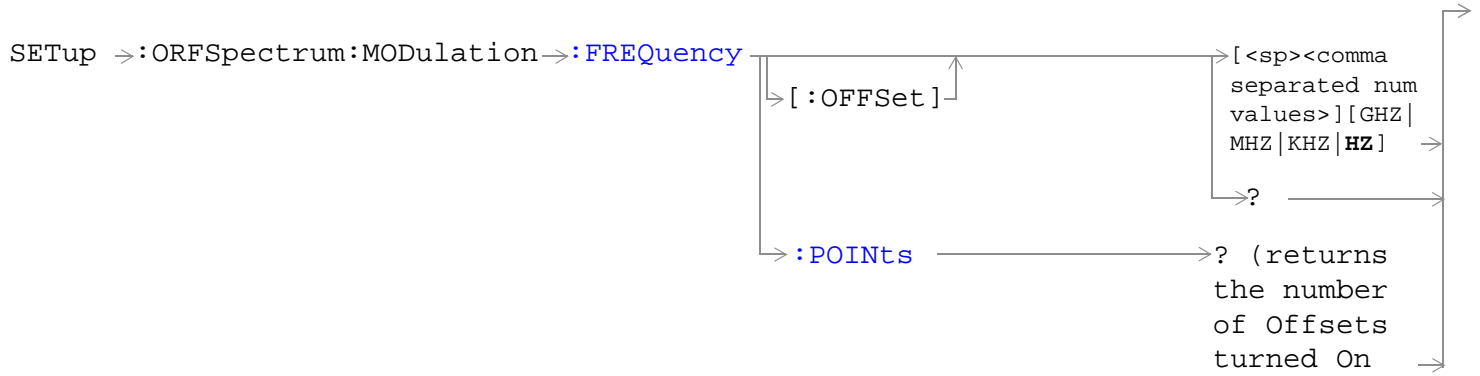 SETup :ORFSpectrum:MODulation :FREQuency
[:OFFSet]
[<sp><comma
separated num
values>][GHZ|
MHZ|KHZ|HZ]
?
:POINts
? (returns
the number
of Offsets
turned On